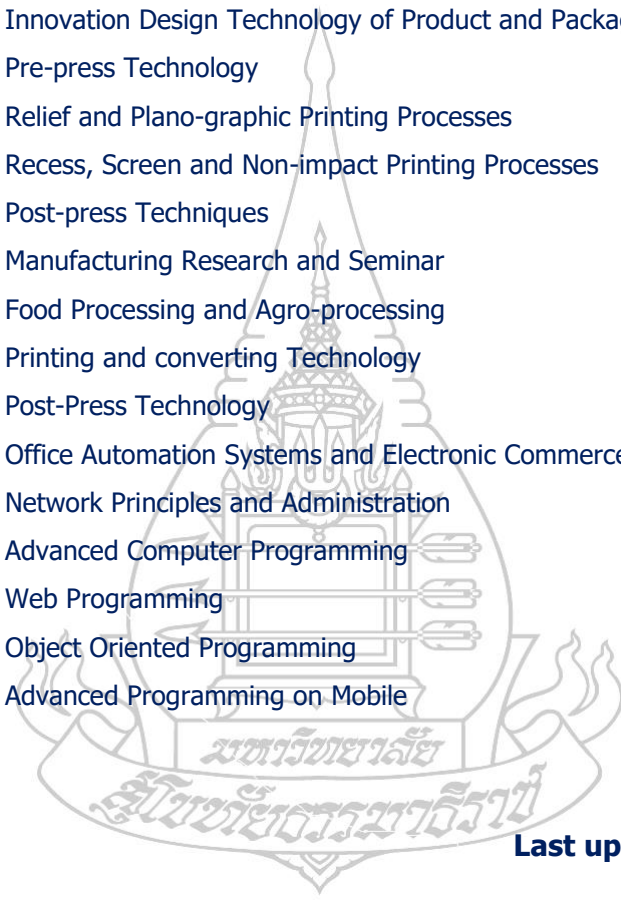 Innovation Design Technology of Product and Packa
Pre-press Technology
Relief and Plano-graphic Printing Processes
Recess, Screen and Non-impact Printing Processes
Post-press Techniques
Manufacturing Research and Seminar
Food Processing and Agro-processing
Printing and converting Technology
Post-Press Technology
Office Automation Systems and Electronic Commerce
Network Principles and Administration
Advanced Computer Programming
Web Programming
Object Oriented Programming
Advanced Programming on Mobile
มหาวิทยาลัย
สุโขทัยธรรมาธิราช
Last up